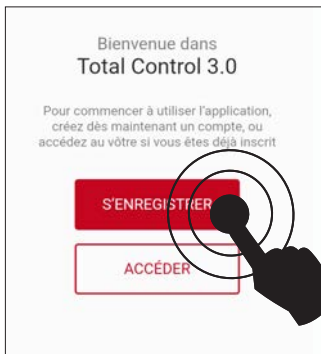 Bienvenue dans
Total Control 3.0
Pour commencer à utiliser l'application,
créez dès maintenant un compte, ou
accédez au vôtre si vous êtes déjà inscrit
S'ENREGISTRER
ACCÉDER